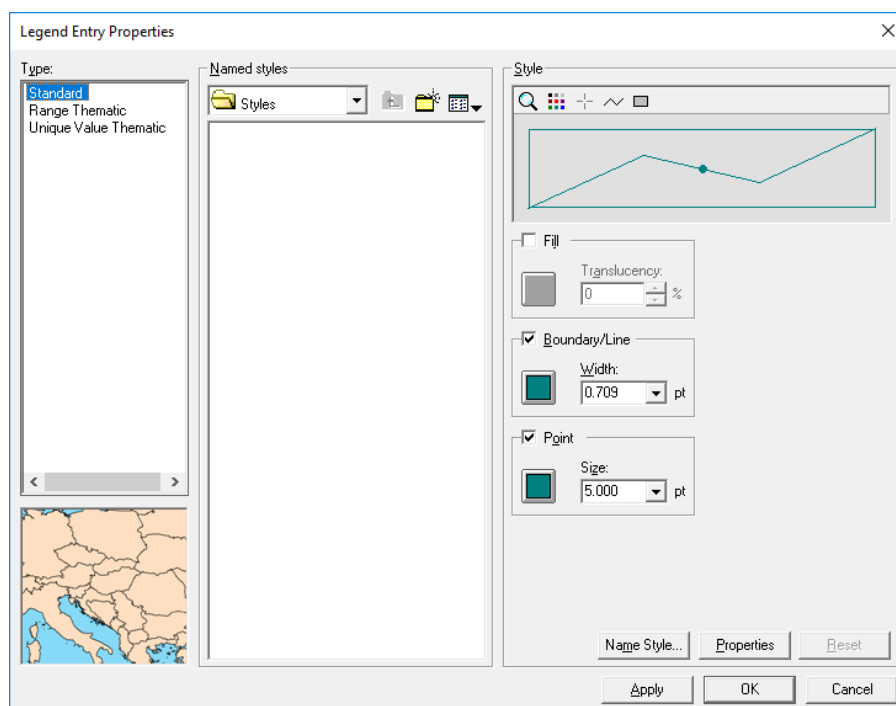 Legend Entry Properties
Type:
Standard
Range Thematic
Unique Value Thematic
Named styles
Styles
Style
Fill
Translucency:
0 %
Boundary/Line
Width:
0.709 pt
Point
Size:
5.000 pt
Name Style... Properties Reset
Apply OK Cancel